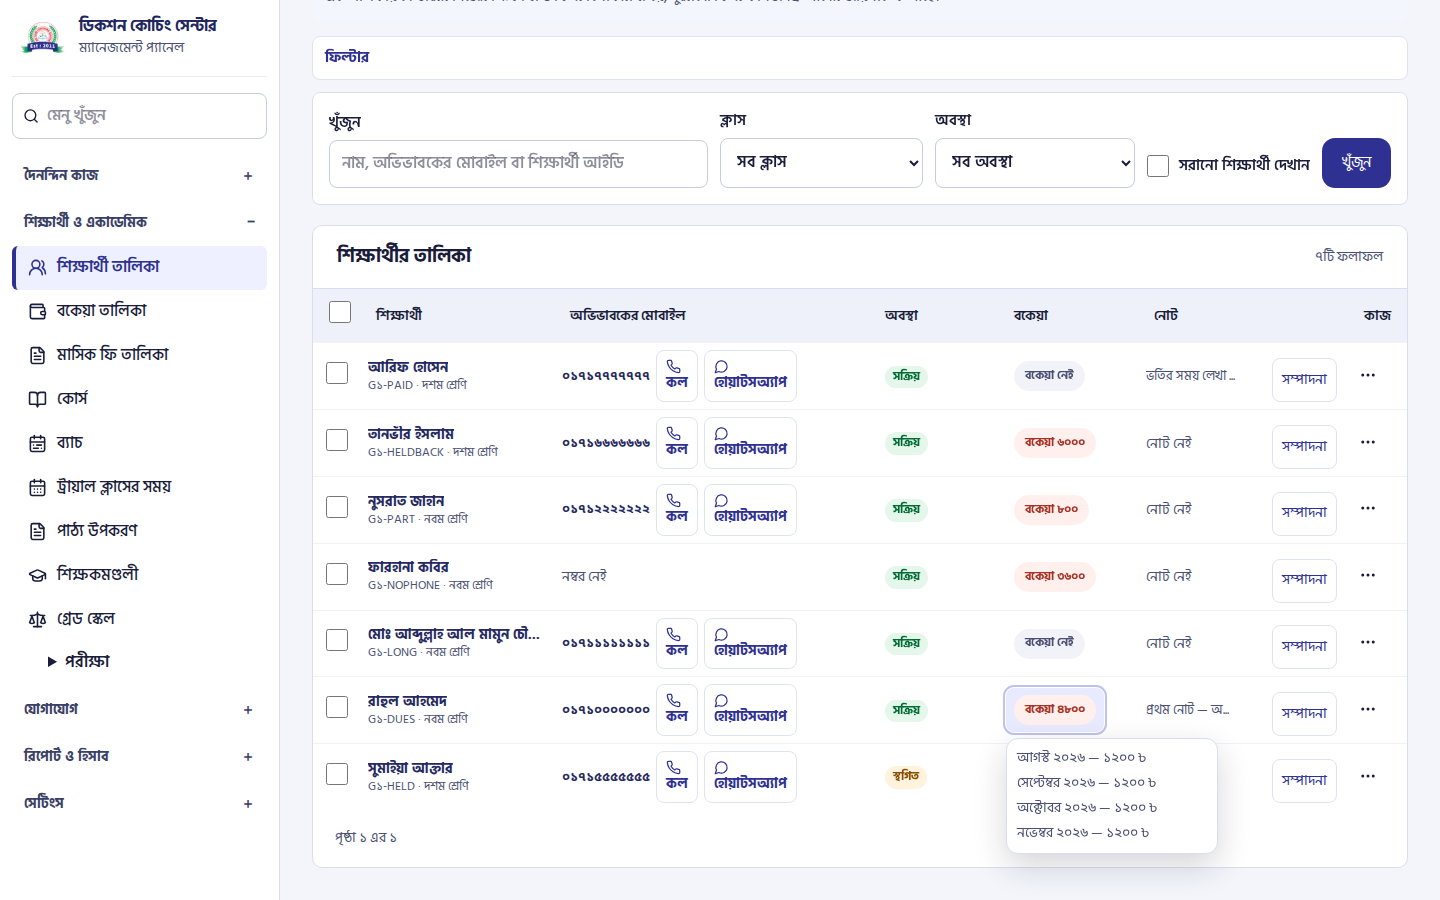 ডিকশন কোচিং সেন্টার
ম্যানেজমেন্ট প্যানেল
Est : 2011
মেনু খুঁজুন
দৈনন্দিন কাজ +
শিক্ষার্থী ও একাডেমিক −
শিক্ষার্থী তালিকা
বকেয়া তালিকা
মাসিক ফি তালিকা
কোর্স
ব্যাচ
ট্রায়াল ক্লাসের সময়
পাঠ্য উপকরণ
শিক্ষকমণ্ডলী
গ্রেড স্কেল
পরীক্ষা
যোগাযোগ +
রিপোর্ট ও হিসাব +
সেটিংস +
ফিল্টার
খুঁজুন
নাম, অভিভাবকের মোবাইল বা শিক্ষার্থী আইডি
ক্লাস
সব ক্লাস
অবস্থা
সব অবস্থা
সরানো শিক্ষার্থী দেখান
খুঁজুন
শিক্ষার্থীর তালিকা
৭টি ফলাফল
শিক্ষার্থী অভিভাবকের মোবাইল অবস্থা বকেয়া নোট কাজ
আরিফ হোসেন
G১-PAID · দশম শ্রেণি
০১৭১৭৭৭৭৭৭৭ কল হোয়াটসঅ্যাপ সক্রিয় বকেয়া নেই ভর্তির সময় লেখা ... সম্পাদনা ...
তানভীর ইসলাম
G১-HELDBACK · দশম শ্রেণি
০১৭১৬৬৬৬৬৬৬ কল হোয়াটসঅ্যাপ সক্রিয় বকেয়া ৬০০০ নোট নেই সম্পাদনা ...
নুসরাত জাহান
G১-PART · নবম শ্রেণি
০১৭১২২২২২২২ কল হোয়াটসঅ্যাপ সক্রিয় বকেয়া ৮০০ নোট নেই সম্পাদনা ...
ফারহানা কবির
G১-NOPHONE · নবম শ্রেণি
নম্বর নেই সক্রিয় বকেয়া ৩৬০০ নোট নেই সম্পাদনা ...
মোঃ আব্দুল্লাহ আল মামুন চৌ...
G১-LONG · নবম শ্রেণি
০১৭১১১১১১১১ কল হোয়াটসঅ্যাপ সক্রিয় বকেয়া নেই নোট নেই সম্পাদনা ...
রাহুল আহমেদ
G১-DUES · নবম শ্রেণি
০১৭১০০০০০০০ কল হোয়াটসঅ্যাপ সক্রিয় বকেয়া ৪৮০০ প্রথম নোট — অ... সম্পাদনা ...
সুমাইয়া আক্তার
G১-HELD · দশম শ্রেণি
০১৭১৫৫৫৫৫৫৫ কল হোয়াটসঅ্যাপ স্থগিত সম্পাদনা ...
আগস্ট ২০২৬ — ১২০০ ৳
সেপ্টেম্বর ২০২৬ — ১২০০ ৳
অক্টোবর ২০২৬ — ১২০০ ৳
নভেম্বর ২০২৬ — ১২০০ ৳
পৃষ্ঠা ১ এর ১